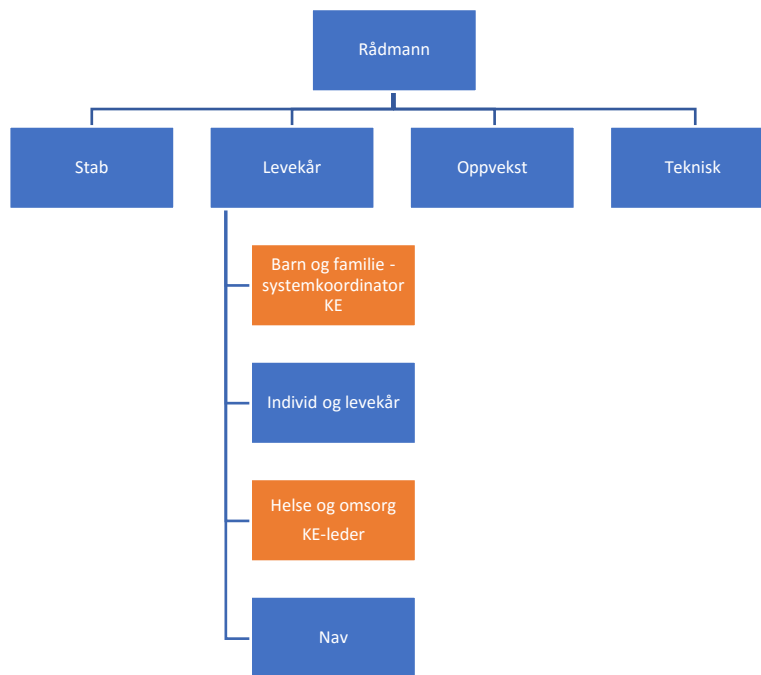 Rådmann
Stab
Levekår
Oppvekst
Teknisk
Barn og familie -
systemkoordinator
KE
Individ og levekår
Helse og omsorg
KE-leder
Nav